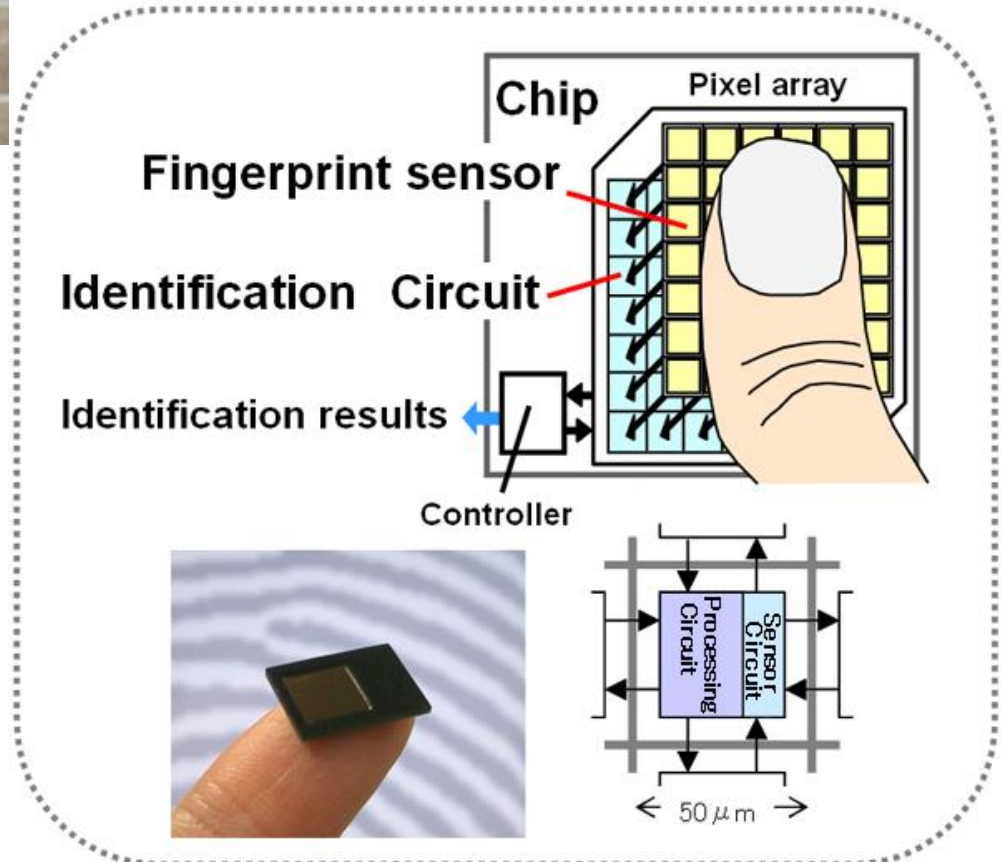 Chip
Pixel array
Fingerprint sensor
Identification Circuit
Identification results
Controller
Processing
Circuit
Sensor
Circuit
50μm